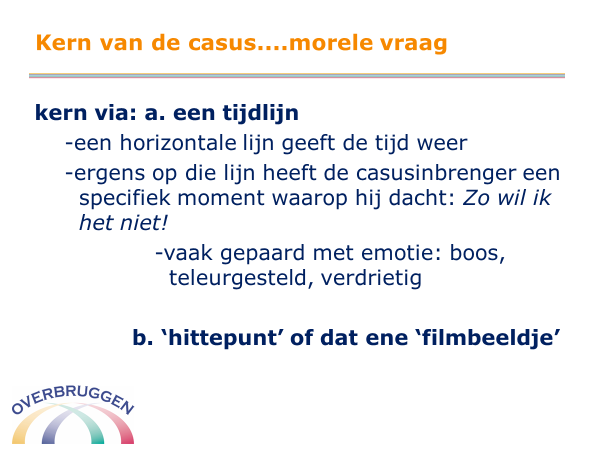 Kern van de casus....morele vraag
kern via: a. een tijdlijn
-een horizontale lijn geeft de tijd weer
-ergens op die lijn heeft de casusinbrenger een
specifiek moment waarop hij dacht: Zo wil ik
het niet!
-vaak gepaard met emotie: boos,
teleurgesteld, verdrietig
b. ‘hittepunt’ of dat ene ‘filmbeeldje’
OVERBRUGGEN